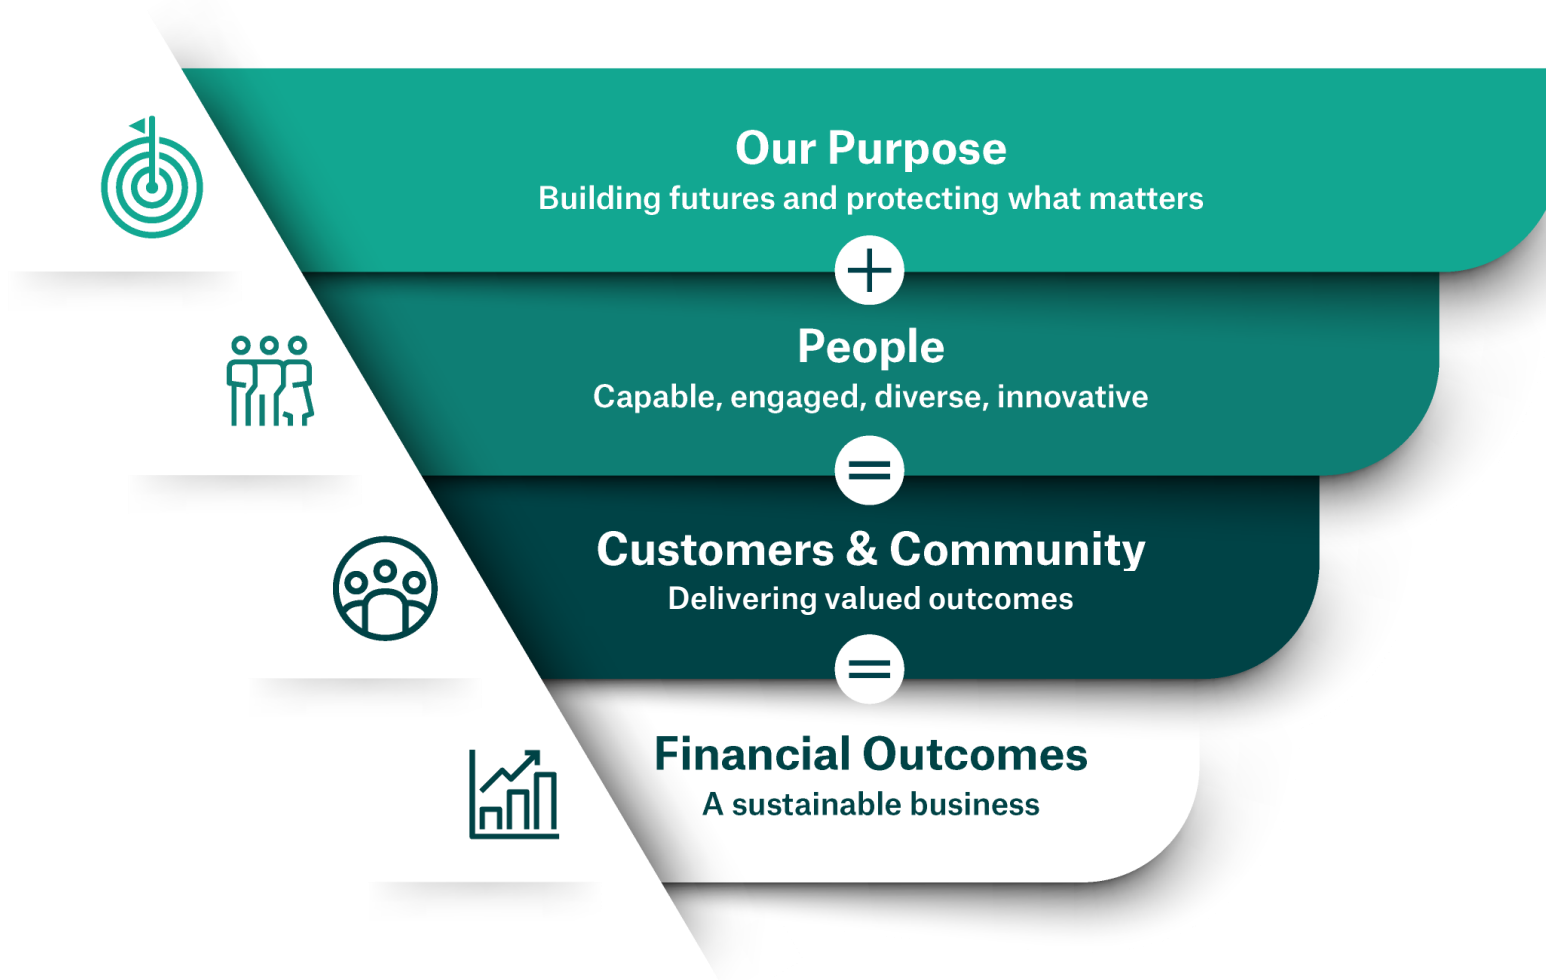 Our Purpose
Building futures and protecting what matters
+
People
Capable, engaged, diverse, innovative
=
Customers & Community
Delivering valued outcomes
=
Financial Outcomes
A sustainable business